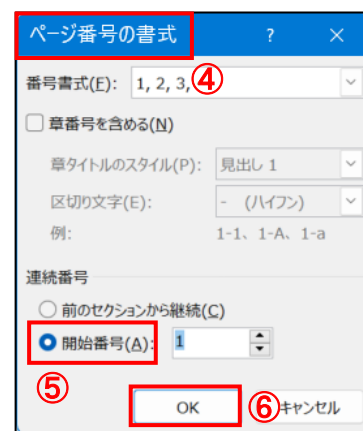 ページ番号の書式 ? ×
番号書式(F): 1, 2, 3, ④
章番号を含める(N)
章タイトルのスタイル(P): 見出し 1
区切り文字(E): - (ハイフン)
例: 1-1、1-A、1-a
連続番号
前のセクションから継続(C)
開始番号(A): 1
⑤
OK ⑥ キャンセル